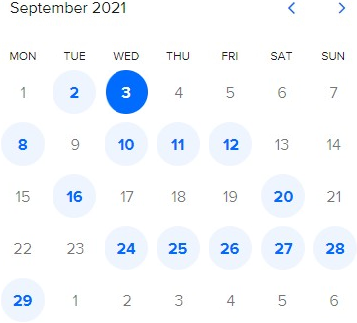 September 2021
MON TUE WED THU FRI SAT SUN
1 2 3 4 5 6 7
8 9 10 11 12 13 14
15 16 17 18 19 20 21
22 23 24 25 26 27 28
29 1 2 3 4 5 6